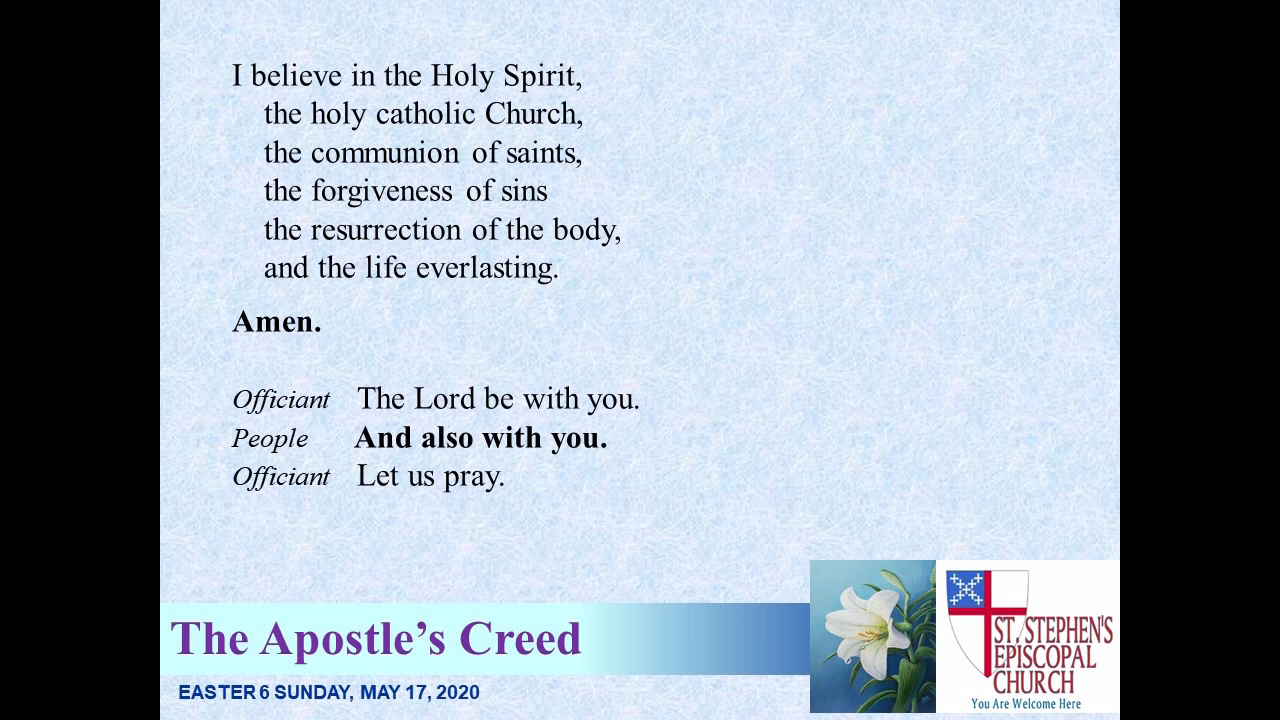 I believe in the Holy Spirit,
the holy catholic Church,
the communion of saints,
the forgiveness of sins
the resurrection of the body,
and the life everlasting.
Amen.
Officiant The Lord be with you.
People And also with you.
Officiant Let us pray.
The Apostle’s Creed
EASTER 6 SUNDAY, MAY 17, 2020
ST. STEPHEN'S
EPISCOPAL
CHURCH
You Are Welcome Here